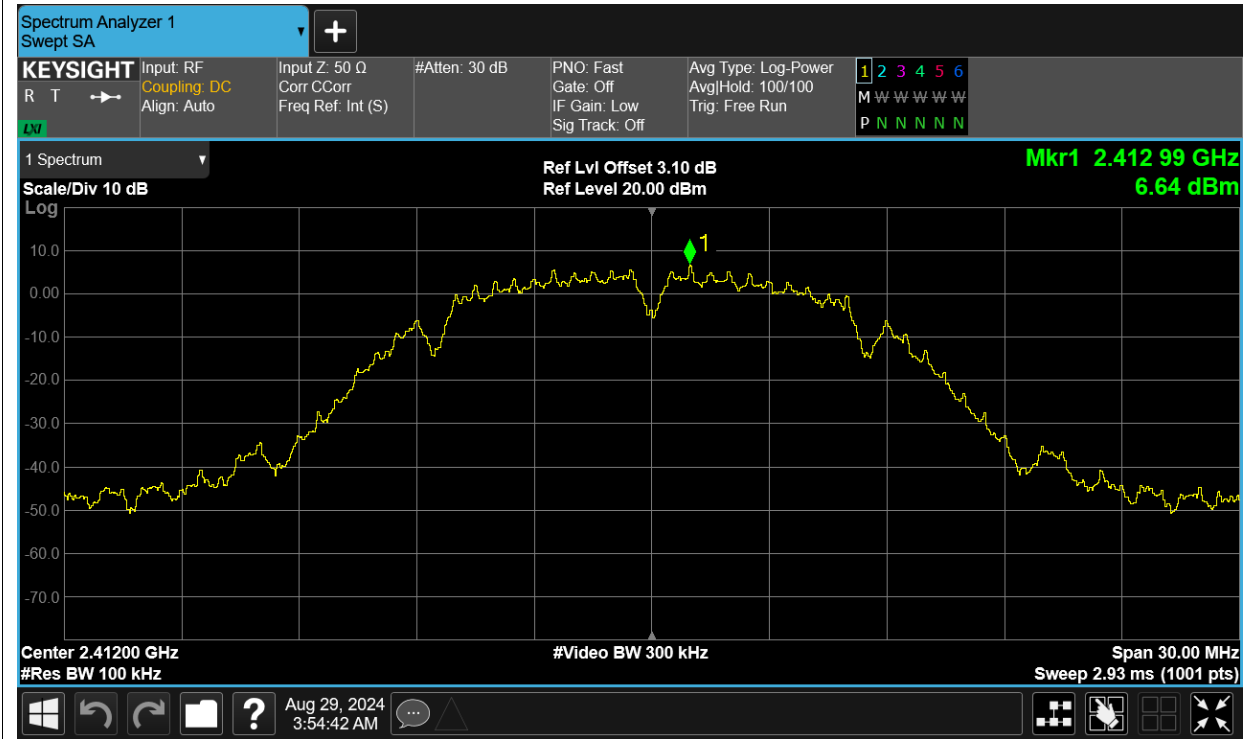 Spectrum Analyzer 1
Swept SA
+
KEYSIGHT
R T
LXI
Input: RF
Coupling: DC
Align: Auto
Input Z: 50 Ω
Corr CCorr
Freq Ref: Int (S)
#Atten: 30 dB
PNO: Fast
Gate: Off
IF Gain: Low
Sig Track: Off
Avg Type: Log-Power
Avg|Hold: 100/100
Trig: Free Run
1 2 3 4 5 6
M W W W W W
P N N N N N
1 Spectrum
Scale/Div 10 dB
Log
Ref Lvl Offset 3.10 dB
Ref Level 20.00 dBm
Mkr1 2.412 99 GHz
6.64 dBm
1
10.0
0.00
-10.0
-20.0
-30.0
-40.0
-50.0
-60.0
-70.0
Center 2.41200 GHz
#Res BW 100 kHz
#Video BW 300 kHz
Span 30.00 MHz
Sweep 2.93 ms (1001 pts)
?
Aug 29, 2024
3:54:42 AM